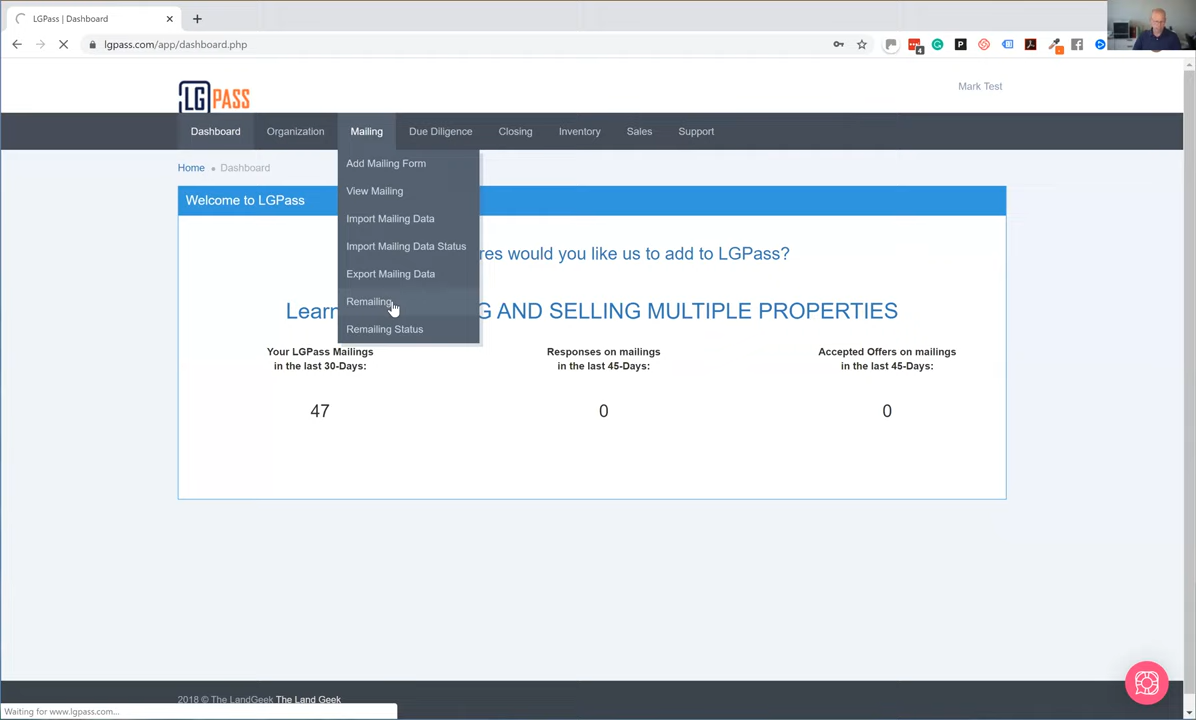 LGPass | Dashboard
lgpass.com/app/dashboard.php
4
P
LGPASS
Mark Test
Dashboard
Organization
Mailing
Due Diligence
Closing
Inventory
Sales
Support
Home • Dashboard
Add Mailing Form
View Mailing
Import Mailing Data
Import Mailing Data Status
Export Mailing Data
Remailing
Remailing Status
Welcome to LGPass
res would you like us to add to LGPass?
Learn G AND SELLING MULTIPLE PROPERTIES
Your LGPass Mailings
in the last 30-Days:
47
Responses on mailings
in the last 45-Days:
0
Accepted Offers on mailings
in the last 45-Days:
0
2018 © The LandGeek The Land Geek
Waiting for www.lgpass.com...